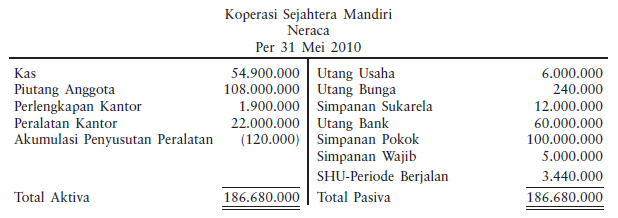 Koperasi Sejahtera Mandiri
Neraca
Per 31 Mei 2010
Kas 54.900.000 Utang Usaha 6.000.000
Piutang Anggota 108.000.000 Utang Bunga 240.000
Perlengkapan Kantor 1.900.000 Simpanan Sukarela 12.000.000
Peralatan Kantor 22.000.000 Utang Bank 60.000.000
Akumulasi Penyusutan Peralatan (120.000) Simpanan Pokok 100.000.000
Simpanan Wajib 5.000.000
SHU-Periode Berjalan 3.440.000
Total Aktiva 186.680.000 Total Pasiva 186.680.000